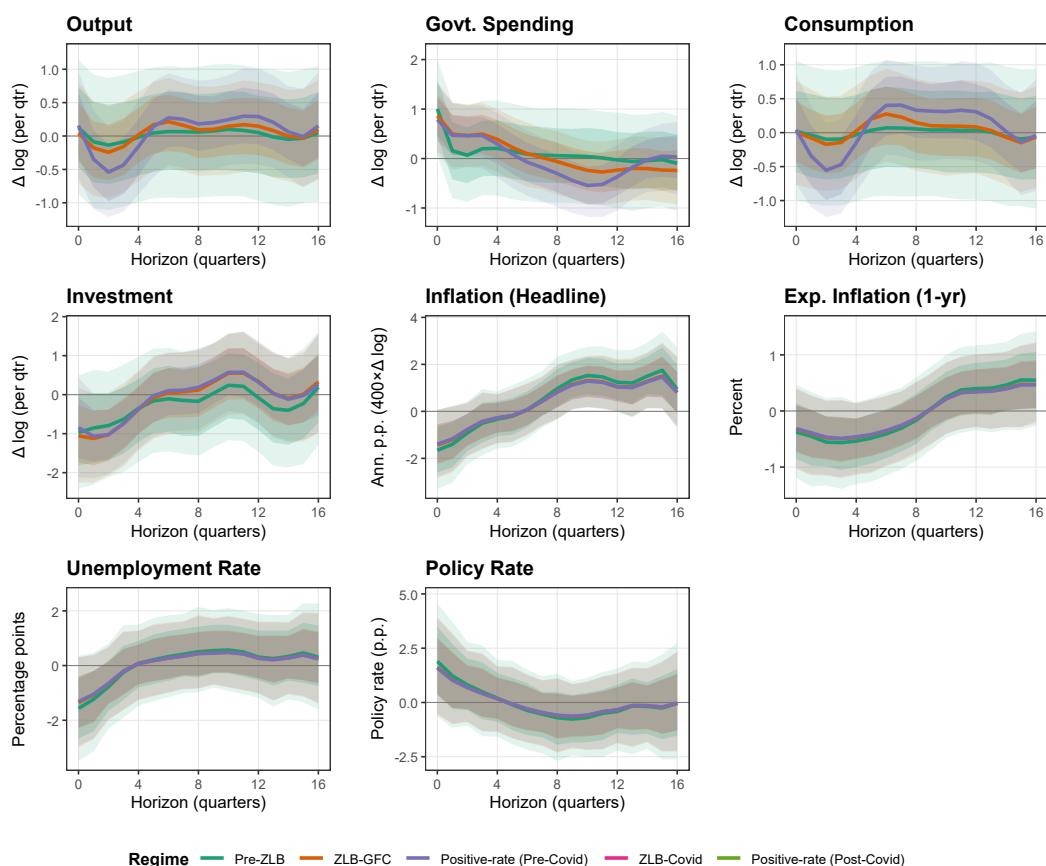 Output
Govt. Spending
Consumption
Δ log (per qtr)
1.0
0.5
0.0
-0.5
-1.0
0 4 8 12 16
Horizon (quarters)
Δ log (per qtr)
2
1
0
-1
0 4 8 12 16
Horizon (quarters)
Δ log (per qtr)
1.0
0.5
0.0
-0.5
-1.0
0 4 8 12 16
Horizon (quarters)
Investment
Inflation (Headline)
Exp. Inflation (1-yr)
Δ log (per qtr)
2
1
0
-1
-2
0 4 8 12 16
Horizon (quarters)
Ann. p.p. (400×Δ log)
4
2
0
-2
0 4 8 12 16
Horizon (quarters)
Percent
1
0
-1
0 4 8 12 16
Horizon (quarters)
Unemployment Rate
Policy Rate
Percentage points
2
0
-2
0 4 8 12 16
Horizon (quarters)
Policy rate (p.p.)
5.0
2.5
0.0
-2.5
0 4 8 12 16
Horizon (quarters)
Regime Pre-ZLB ZLB-GFC Positive-rate (Pre-Covid) ZLB-Covid Positive-rate (Post-Covid)